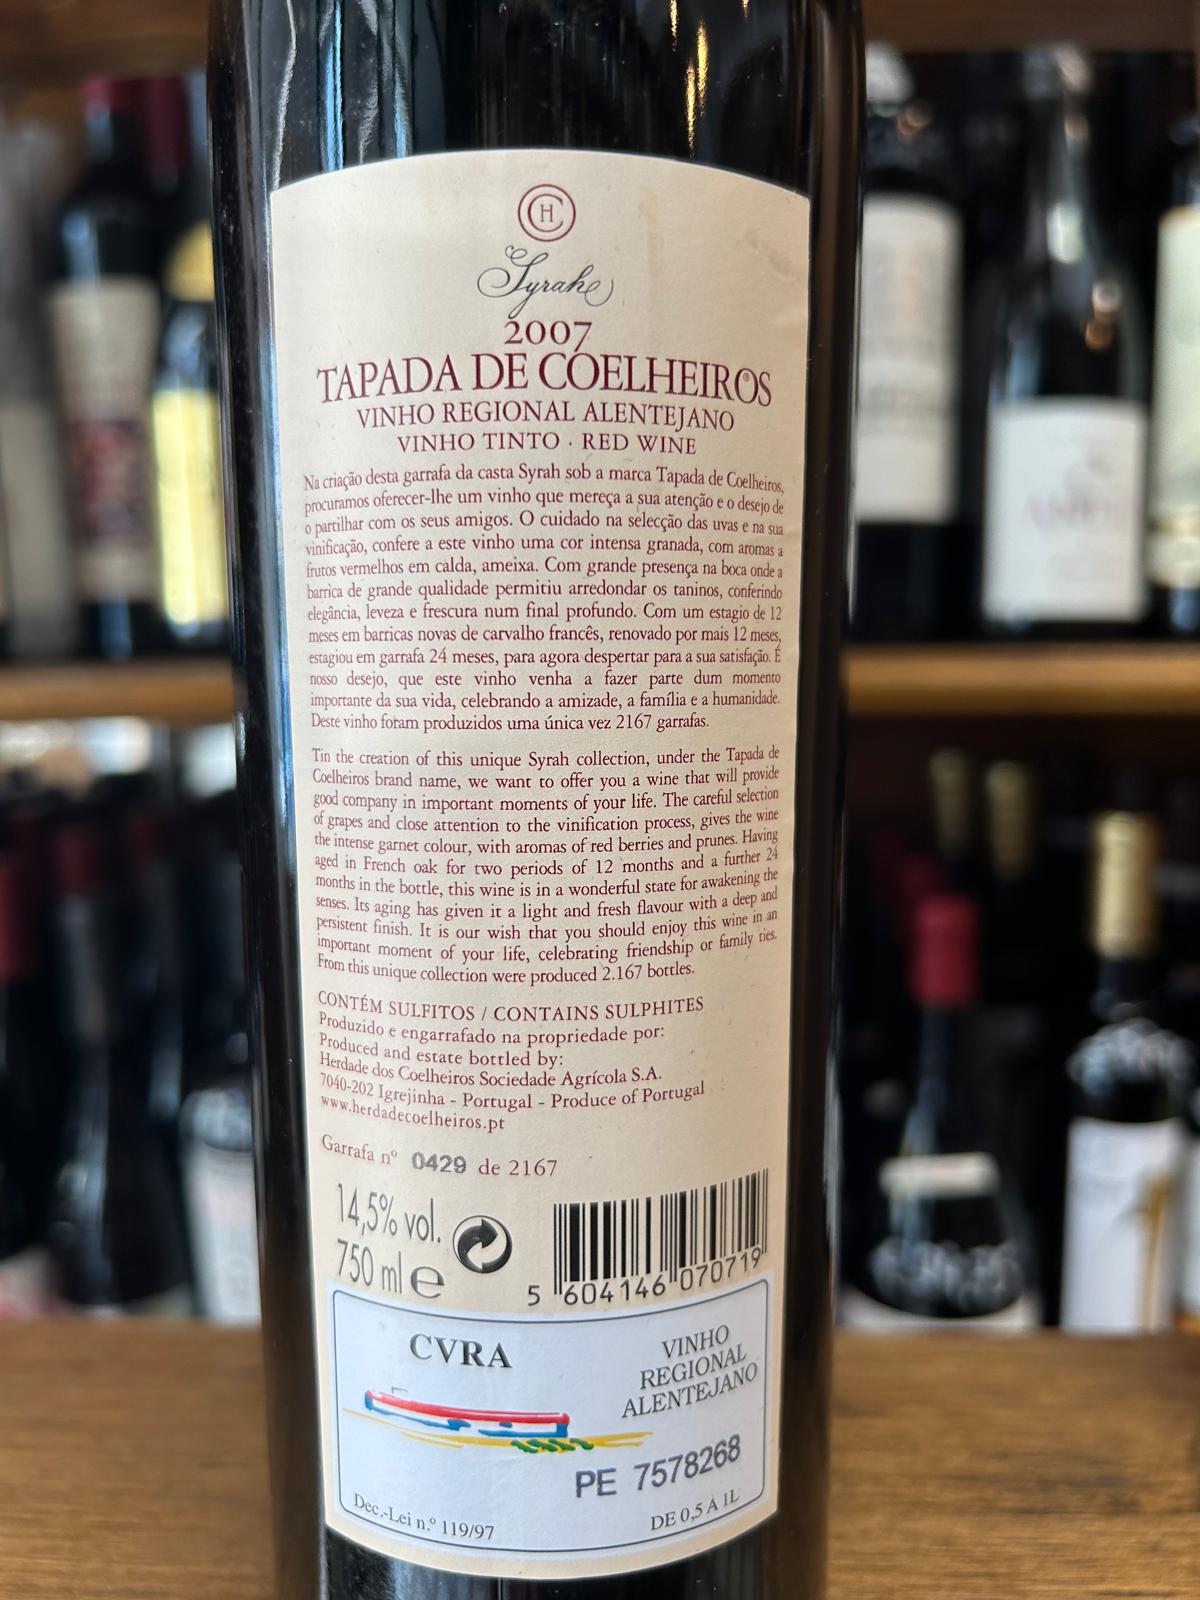 CHC
Syrah
2007
TAPADA DE COELHEIROS®
VINHO REGIONAL ALENTEJANO
VINHO TINTO · RED WINE
Na criação desta garrafa da casta Syrah sob a marca Tapada de Coelheiros,
procuramos oferecer-lhe um vinho que mereça a sua atenção e o desejo de
o partilhar com os seus amigos. O cuidado na selecção das uvas e na sua
vinificação, confere a este vinho uma cor intensa granada, com aromas a
frutos vermelhos em calda, ameixa. Com grande presença na boca onde a
barrica de grande qualidade permitiu arredondar os taninos, conferindo
elegância, leveza e frescura num final profundo. Com um estagio de 12
meses em barricas novas de carvalho francês, renovado por mais 12 meses,
estagiou em garrafa 24 meses, para agora despertar para a sua satisfação. É
nosso desejo, que este vinho venha a fazer parte dum momento
importante da sua vida, celebrando a amizade, a família e a humanidade.
Deste vinho foram produzidos uma única vez 2167 garrafas.
Tin the creation of this unique Syrah collection, under the Tapada de
Coelheiros brand name, we want to offer you a wine that will provide
good company in important moments of your life. The careful selection
of grapes and close attention to the vinification process, gives the wine
the intense garnet colour, with aromas of red berries and prunes. Having
aged in French oak for two periods of 12 months and a further 24
months in the bottle, this wine is in a wonderful state for awakening the
senses. Its aging has given it a light and fresh flavour with a deep and
persistent finish. It is our wish that you should enjoy this wine in an
important moment of your life, celebrating friendship or family ties.
From this unique collection were produced 2.167 bottles.
CONTÉM SULFITOS / CONTAINS SULPHITES
Produzido e engarrafado na propriedade por:
Produced and estate bottled by:
Herdade dos Coelheiros Sociedade Agrícola S.A.
7040-202 Igrejinha - Portugal - Produce of Portugal
www.herdadecoelheiros.pt
Garrafa nº 0429 de 2167
14,5% vol.
750 ml e
5 604146 070719
CVRA
VINHO
REGIONAL
ALENTEJANO
PE 7578268
Dec.-Lei n.º 119/97
DE 0,5 A 1L